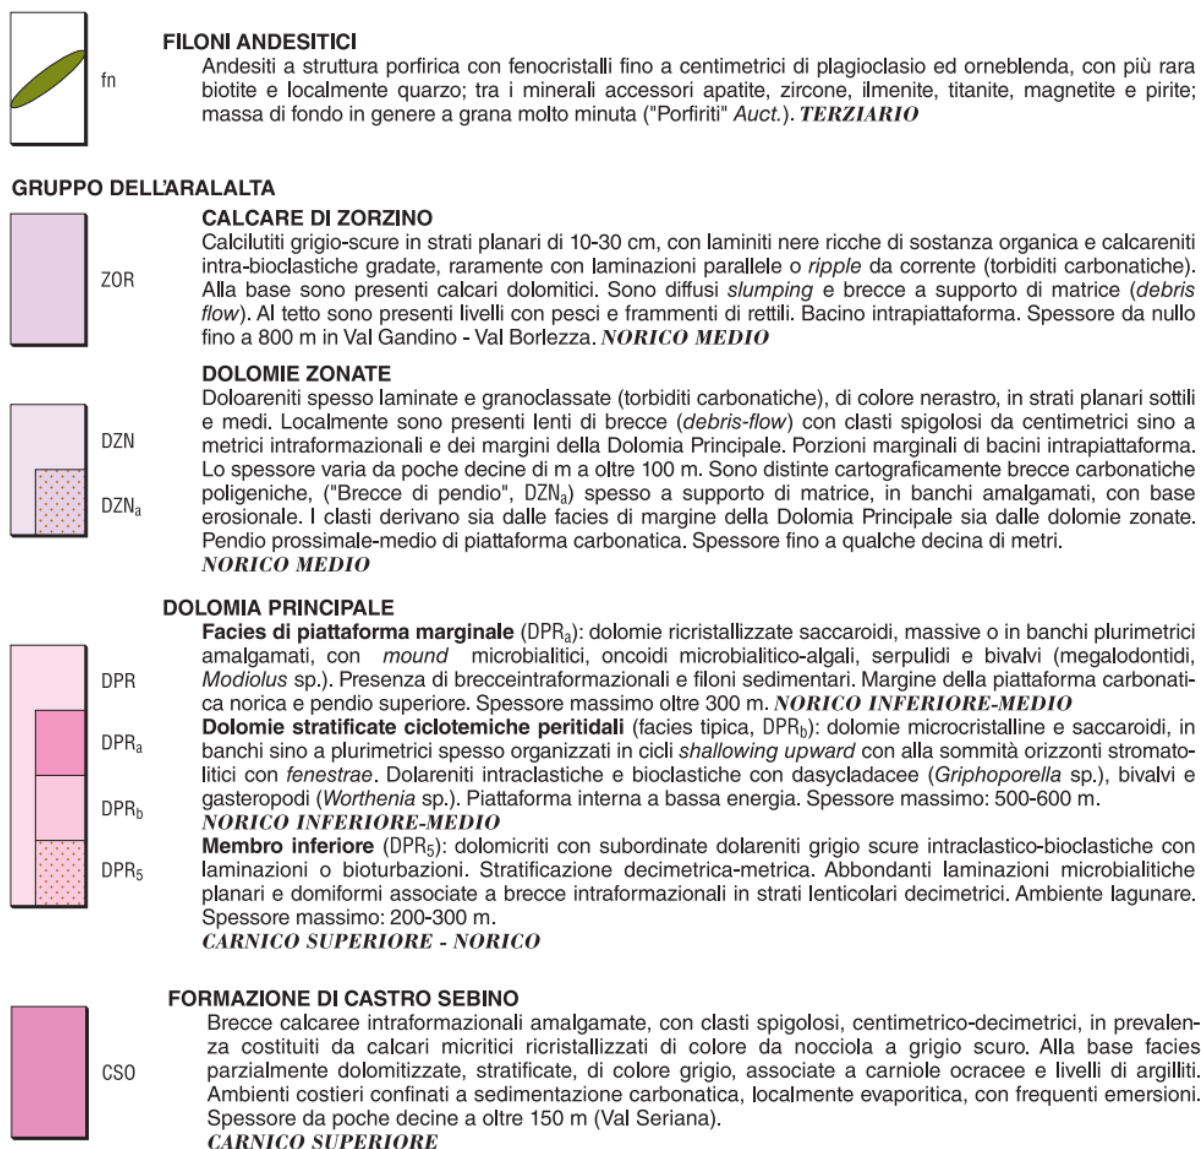 FILONI ANDESITICI
fn
Andesiti a struttura porfirica con fenocristalli fino a centimetrici di plagioclasio ed orneblenda, con più rara
biotite e localmente quarzo; tra i minerali accessori apatite, zircone, ilmenite, titanite, magnetite e pirite;
massa di fondo in genere a grana molto minuta ("Porfiriti" Auct.). TERZIARIO
GRUPPO DELL'ARALALTA
CALCARE DI ZORZINO
ZOR
Calcilutiti grigio-scure in strati planari di 10-30 cm, con laminiti nere ricche di sostanza organica e calcareniti
intra-bioclastiche gradate, raramente con laminazioni parallele o ripple da corrente (torbiditi carbonatiche).
Alla base sono presenti calcari dolomitici. Sono diffusi slumping e brecce a supporto di matrice (debris
flow). Al tetto sono presenti livelli con pesci e frammenti di rettili. Bacino intrapiattaforma. Spessore da nullo
fino a 800 m in Val Gandino - Val Borlezza. NORICO MEDIO
DOLOMIE ZONATE
DZN
DZNa
Doloareniti spesso laminate e granoclassate (torbiditi carbonatiche), di colore nerastro, in strati planari sottili
e medi. Localmente sono presenti lenti di brecce (debris-flow) con clasti spigolosi da centimetrici sino a
metrici intraformazionali e dei margini della Dolomia Principale. Porzioni marginali di bacini intrapiattaforma.
Lo spessore varia da poche decine di m a oltre 100 m. Sono distinte cartograficamente brecce carbonatiche
poligeniche, ("Brecce di pendio", DZNa) spesso a supporto di matrice, in banchi amalgamati, con base
erosionale. I clasti derivano sia dalle facies di margine della Dolomia Principale sia dalle dolomie zonate.
Pendio prossimale-medio di piattaforma carbonatica. Spessore fino a qualche decina di metri.
NORICO MEDIO
DOLOMIA PRINCIPALE
DPR
DPRa
DPRb
DPR5
Facies di piattaforma marginale (DPRa): dolomie ricristallizzate saccaroidi, massive o in banchi plurimetrici
amalgamati, con mound microbialitici, oncoidi microbialitico-algali, serpulidi e bivalvi (megalodontidi,
Modiolus sp.). Presenza di brecceintraformazionali e filoni sedimentari. Margine della piattaforma carbonati-
ca norica e pendio superiore. Spessore massimo oltre 300 m. NORICO INFERIORE-MEDIO
Dolomie stratificate ciclotemiche peritidali (facies tipica, DPRb): dolomie microcristalline e saccaroidi, in
banchi sino a plurimetrici spesso organizzati in cicli shallowing upward con alla sommità orizzonti stromato-
litici con fenestrae. Dolareniti intraclastiche e bioclastiche con dasycladacee (Griphoporella sp.), bivalvi e
gasteropodi (Worthenia sp.). Piattaforma interna a bassa energia. Spessore massimo: 500-600 m.
NORICO INFERIORE-MEDIO
Membro inferiore (DPR5): dolomicriti con subordinate dolareniti grigio scure intraclastico-bioclastiche con
laminazioni o bioturbazioni. Stratificazione decimetrica-metrica. Abbondanti laminazioni microbialitiche
planari e domiformi associate a brecce intraformazionali in strati lenticolari decimetrici. Ambiente lagunare.
Spessore massimo: 200-300 m.
CARNICO SUPERIORE - NORICO
FORMAZIONE DI CASTRO SEBINO
CSO
Brecce calcaree intraformazionali amalgamate, con clasti spigolosi, centimetrico-decimetrici, in prevalen-
za costituiti da calcari micritici ricristallizzati di colore da nocciola a grigio scuro. Alla base facies
parzialmente dolomitizzate, stratificate, di colore grigio, associate a carniole ocracee e livelli di argilliti.
Ambienti costieri confinati a sedimentazione carbonatica, localmente evaporitica, con frequenti emersioni.
Spessore da poche decine a oltre 150 m (Val Seriana).
CARNICO SUPERIORE